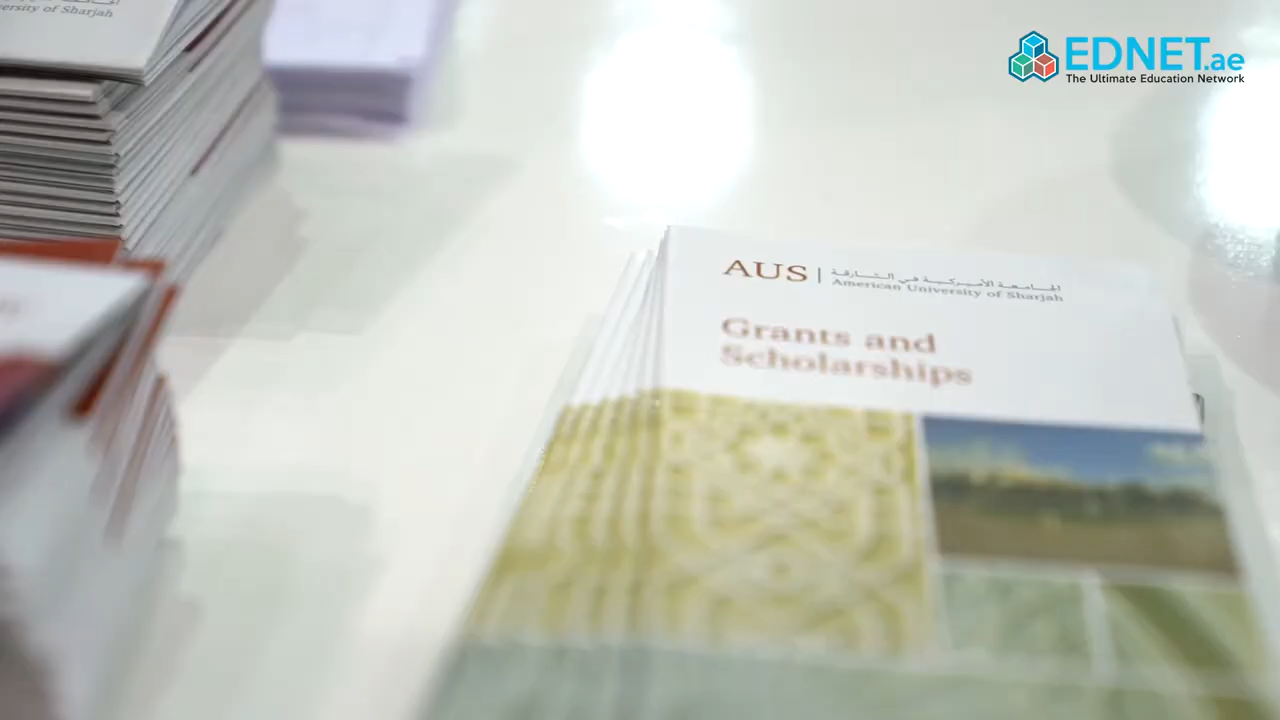 ersity of Sharjah
EDNET.ae
The Ultimate Education Network
AUS | الجامعة الأميركية في الشارقة
American University of Sharjah
Grants and
Scholarships